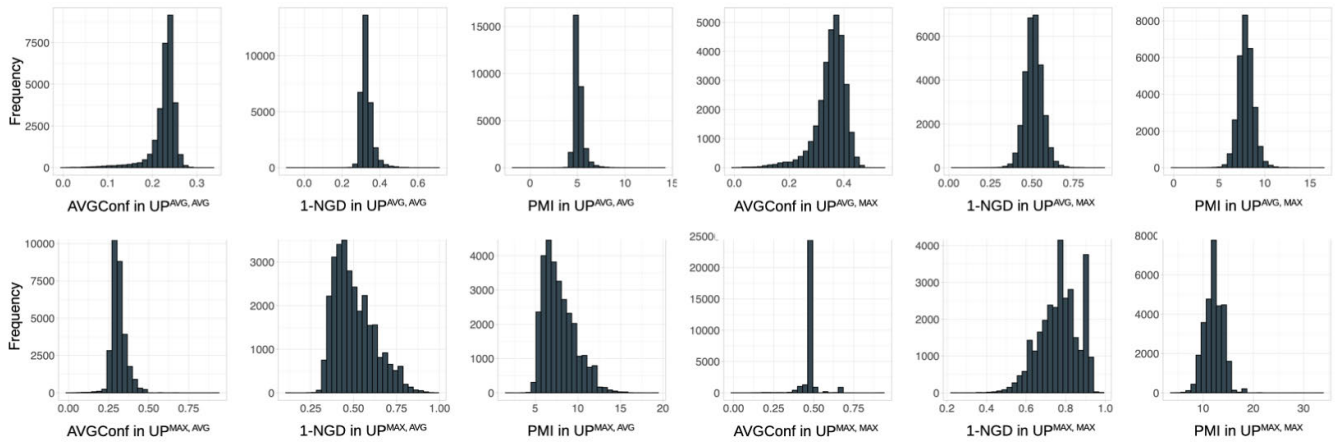 7500
5000
2500
0
Frequency
0.0 0.1 0.2 0.3
AVGConf in UP^AVG, AVG
10000
5000
0
0.0 0.2 0.4 0.6
1-NGD in UP^AVG, AVG
15000
10000
5000
0
0 5 10 15
PMI in UP^AVG, AVG
5000
4000
3000
2000
1000
0
0.0 0.2 0.4
AVGConf in UP^AVG, MAX
6000
4000
2000
0
0.00 0.25 0.50 0.75
1-NGD in UP^AVG, MAX
8000
6000
4000
2000
0
0 5 10 15
PMI in UP^AVG, MAX
10000
7500
5000
2500
0
Frequency
0.00 0.25 0.50 0.75
AVGConf in UP^MAX, AVG
3000
2000
1000
0
0.25 0.50 0.75 1.00
1-NGD in UP^MAX, AVG
4000
3000
2000
1000
0
5 10 15 20
PMI in UP^MAX, AVG
25000
20000
15000
10000
5000
0
0.00 0.25 0.50 0.75
AVGConf in UP^MAX, MAX
4000
3000
2000
1000
0
0.2 0.4 0.6 0.8 1.0
1-NGD in UP^MAX, MAX
8000
6000
4000
2000
0
10 20 30
PMI in UP^MAX, MAX